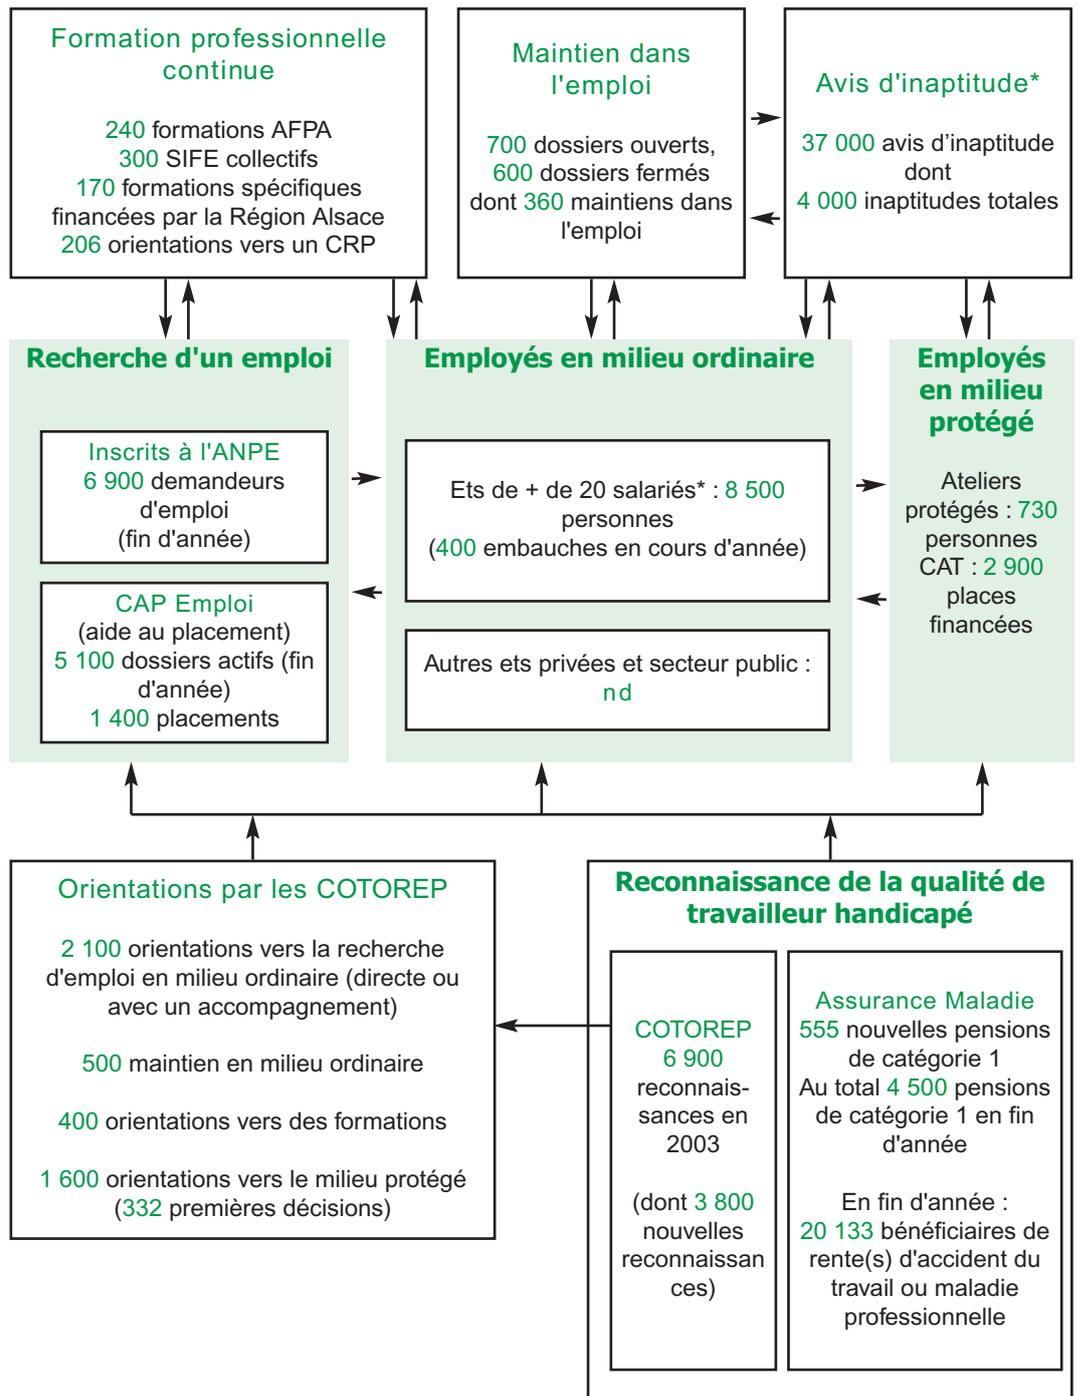 Formation professionnelle
continue
240 formations AFPA
300 SIFE collectifs
170 formations spécifiques
financées par la Région Alsace
206 orientations vers un CRP
Maintien dans
l'emploi
700 dossiers ouverts,
600 dossiers fermés
dont 360 maintiens dans
l'emploi
Avis d'inaptitude*
37 000 avis d'inaptitude
dont
4 000 inaptitudes totales
Recherche d'un emploi
Inscrits à l'ANPE
6 900 demandeurs
d'emploi
(fin d'année)
CAP Emploi
(aide au placement)
5 100 dossiers actifs (fin
d'année)
1 400 placements
Employés en milieu ordinaire
Ets de + de 20 salariés* : 8 500
personnes
(400 embauches en cours d'année)
Autres ets privées et secteur public :
nd
Employés
en milieu
protégé
Ateliers
protégés : 730
personnes
CAT : 2 900
places
financées
Orientations par les COTOREP
2 100 orientations vers la recherche
d'emploi en milieu ordinaire (directe ou
avec un accompagnement)
500 maintien en milieu ordinaire
400 orientations vers des formations
1 600 orientations vers le milieu protégé
(332 premières décisions)
Reconnaissance de la qualité de
travailleur handicapé
COTOREP
6 900
reconnais-
sances en
2003
(dont 3 800
nouvelles
reconnaissan
ces)
Assurance Maladie
555 nouvelles pensions
de catégorie 1
Au total 4 500 pensions
de catégorie 1 en fin
d'année
En fin d'année :
20 133 bénéficiaires de
rente(s) d'accident du
travail ou maladie
professionnelle